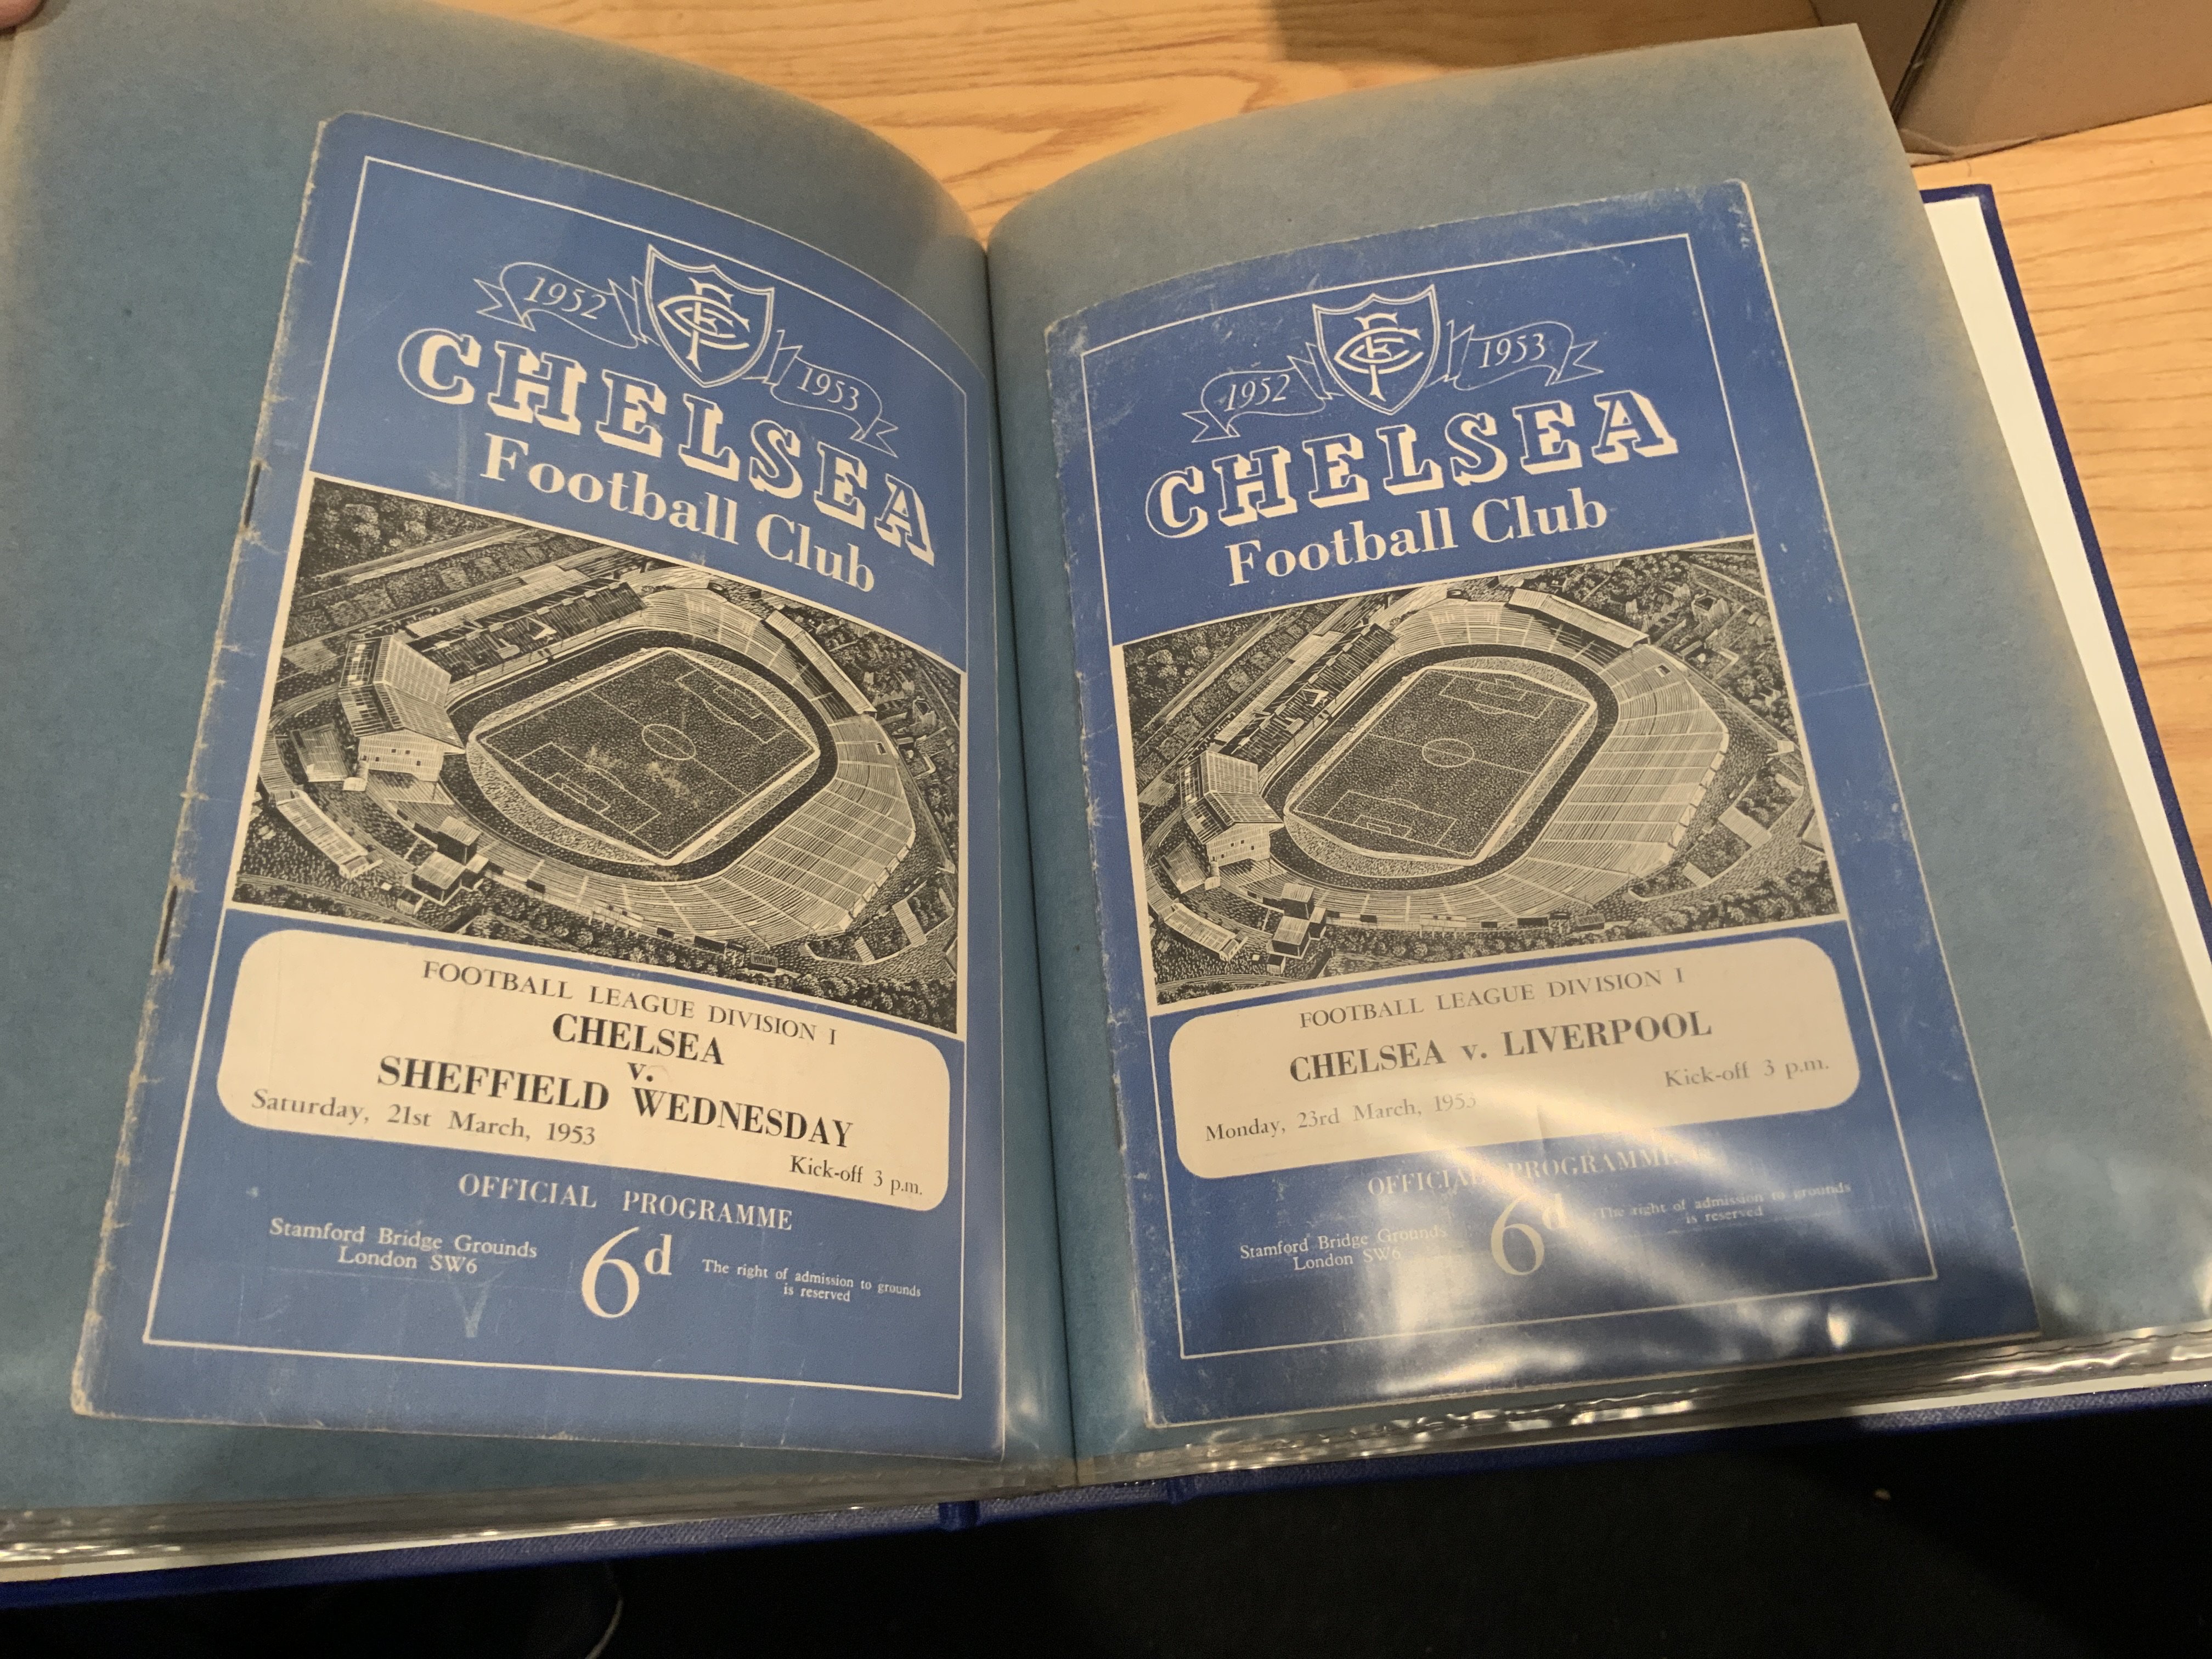 1952
1953
CHELSEA
Football Club
FOOTBALL LEAGUE DIVISION I
CHELSEA
v.
SHEFFIELD WEDNESDAY
Saturday, 21st March, 1953
Kick-off 3 p.m.
OFFICIAL PROGRAMME
Stamford Bridge Grounds
London SW6
6d
The right of admission to grounds
is reserved
1952
1953
CHELSEA
Football Club
FOOTBALL LEAGUE DIVISION I
CHELSEA v. LIVERPOOL
Kick-off 3 p.m.
Monday, 23rd March, 1953
OFFICIAL PROGRAMME
Stamford Bridge Grounds
London SW6
6d
The right of admission to grounds
is reserved